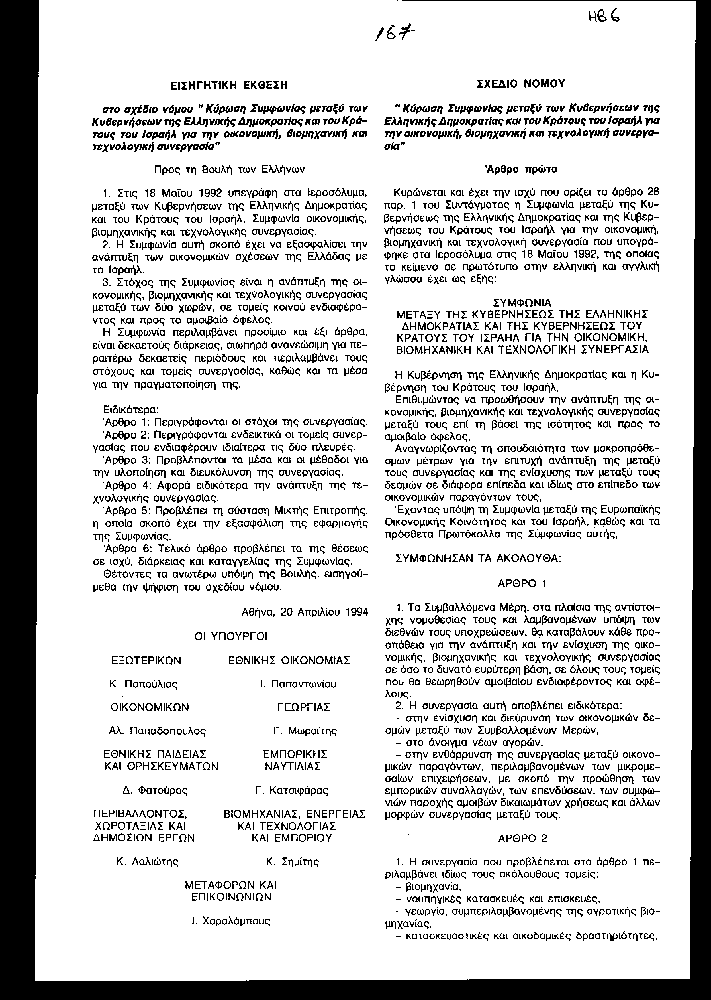 ΗΒ 6
167
ΕΙΣΗΓΗΤΙΚΗ ΕΚΘΕΣΗ
στο σχέδιο νόμου "Κύρωση Συμφωνίας μεταξύ των
Κυβερνήσεων της Ελληνικής Δημοκρατίας και του Κρά-
τους του Ισραήλ για την οικονομική, βιομηχανική και
τεχνολογική συνεργασία"
Προς τη Βουλή των Ελλήνων
1. Στις 18 Μαΐου 1992 υπεγράφη στα Ιεροσόλυμα,
μεταξύ των Κυβερνήσεων της Ελληνικής Δημοκρατίας
και του Κράτους του Ισραήλ, Συμφωνία οικονομικής,
βιομηχανικής και τεχνολογικής συνεργασίας.
2. Η Συμφωνία αυτή σκοπό έχει να εξασφαλίσει την
ανάπτυξη των οικονομικών σχέσεων της Ελλάδας με
το Ισραήλ.
3. Στόχος της Συμφωνίας είναι η ανάπτυξη της οι-
κονομικής, βιομηχανικής και τεχνολογικής συνεργασίας
μεταξύ των δύο χωρών, σε τομείς κοινού ενδιαφέρο-
ντος και προς το αμοιβαίο όφελος.
Η Συμφωνία περιλαμβάνει προοίμιο και έξι άρθρα,
είναι δεκαετούς διάρκειας, σιωπηρά ανανεώσιμη για πε-
ραιτέρω δεκαετείς περιόδους και περιλαμβάνει τους
στόχους και τομείς συνεργασίας, καθώς και τα μέσα
για την πραγματοποίηση της.
Ειδικότερα:
Άρθρο 1: Περιγράφονται οι στόχοι της συνεργασίας.
Άρθρο 2: Περιγράφονται ενδεικτικά οι τομείς συνερ-
γασίας που ενδιαφέρουν ιδιαίτερα τις δύο πλευρές.
Άρθρο 3: Προβλέπονται τα μέσα και οι μέθοδοι για
την υλοποίηση και διευκόλυνση της συνεργασίας.
Άρθρο 4: Αφορά ειδικότερα την ανάπτυξη της τε-
χνολογικής συνεργασίας.
Άρθρο 5: Προβλέπει τη σύσταση Μικτής Επιτροπής,
η οποία σκοπό έχει την εξασφάλιση της εφαρμογής
της Συμφωνίας.
Άρθρο 6: Τελικό άρθρο προβλέπει τα της θέσεως
σε ισχύ, διάρκειας και καταγγελίας της Συμφωνίας.
Θέτοντες τα ανωτέρω υπόψη της Βουλής, εισηγού-
μεθα την ψήφιση του σχεδίου νόμου.
Αθήνα, 20 Απριλίου 1994
ΟΙ ΥΠΟΥΡΓΟΙ
ΕΞΩΤΕΡΙΚΩΝ ΕΘΝΙΚΗΣ ΟΙΚΟΝΟΜΙΑΣ
Κ. Παπούλιας Ι. Παπαντωνίου
ΟΙΚΟΝΟΜΙΚΩΝ ΓΕΩΡΓΙΑΣ
Αλ. Παπαδόπουλος Γ. Μωραΐτης
ΕΘΝΙΚΗΣ ΠΑΙΔΕΙΑΣ ΕΜΠΟΡΙΚΗΣ
ΚΑΙ ΘΡΗΣΚΕΥΜΑΤΩΝ ΝΑΥΤΙΛΙΑΣ
Δ. Φατούρος Γ. Κατσιφάρας
ΠΕΡΙΒΑΛΛΟΝΤΟΣ, ΒΙΟΜΗΧΑΝΙΑΣ, ΕΝΕΡΓΕΙΑΣ
ΧΩΡΟΤΑΞΙΑΣ ΚΑΙ ΚΑΙ ΤΕΧΝΟΛΟΓΙΑΣ
ΔΗΜΟΣΙΩΝ ΕΡΓΩΝ ΚΑΙ ΕΜΠΟΡΙΟΥ
Κ. Λαλιώτης Κ. Σημίτης
ΜΕΤΑΦΟΡΩΝ ΚΑΙ
ΕΠΙΚΟΙΝΩΝΙΩΝ
Ι. Χαραλάμπους
ΣΧΕΔΙΟ ΝΟΜΟΥ
"Κύρωση Συμφωνίας μεταξύ των Κυβερνήσεων της
Ελληνικής Δημοκρατίας και του Κράτους του Ισραήλ για
την οικονομική, βιομηχανική και τεχνολογική συνεργα-
σία"
Άρθρο πρώτο
Κυρώνεται και έχει την ισχύ που ορίζει το άρθρο 28
παρ. 1 του Συντάγματος η Συμφωνία μεταξύ της Κυ-
βερνήσεως της Ελληνικής Δημοκρατίας και της Κυβερ-
νήσεως του Κράτους του Ισραήλ για την οικονομική,
βιομηχανική και τεχνολογική συνεργασία που υπογρά-
φηκε στα Ιεροσόλυμα στις 18 Μαΐου 1992, της οποίας
το κείμενο σε πρωτότυπο στην ελληνική και αγγλική
γλώσσα έχει ως εξής:
ΣΥΜΦΩΝΙΑ
ΜΕΤΑΞΥ ΤΗΣ ΚΥΒΕΡΝΗΣΕΩΣ ΤΗΣ ΕΛΛΗΝΙΚΗΣ
ΔΗΜΟΚΡΑΤΙΑΣ ΚΑΙ ΤΗΣ ΚΥΒΕΡΝΗΣΕΩΣ ΤΟΥ
ΚΡΑΤΟΥΣ ΤΟΥ ΙΣΡΑΗΛ ΓΙΑ ΤΗΝ ΟΙΚΟΝΟΜΙΚΗ,
ΒΙΟΜΗΧΑΝΙΚΗ ΚΑΙ ΤΕΧΝΟΛΟΓΙΚΗ ΣΥΝΕΡΓΑΣΙΑ
Η Κυβέρνηση της Ελληνικής Δημοκρατίας και η Κυ-
βέρνηση του Κράτους του Ισραήλ,
Επιθυμώντας να προωθήσουν την ανάπτυξη της οι-
κονομικής, βιομηχανικής και τεχνολογικής συνεργασίας
μεταξύ τους επί τη βάσει της ισότητας και προς το
αμοιβαίο όφελος,
Αναγνωρίζοντας τη σπουδαιότητα των μακροπρόθε-
σμων μέτρων για την επιτυχή ανάπτυξη της μεταξύ
τους συνεργασίας και της ενίσχυσης των μεταξύ τους
δεσμών σε διάφορα επίπεδα και ιδίως στο επίπεδο των
οικονομικών παραγόντων τους,
Έχοντας υπόψη τη Συμφωνία μεταξύ της Ευρωπαϊκής
Οικονομικής Κοινότητος και του Ισραήλ, καθώς και τα
πρόσθετα Πρωτόκολλα της Συμφωνίας αυτής,
ΣΥΜΦΩΝΗΣΑΝ ΤΑ ΑΚΟΛΟΥΘΑ:
ΑΡΘΡΟ 1
1. Τα Συμβαλλόμενα Μέρη, στα πλαίσια της αντίστοι-
χης νομοθεσίας τους και λαμβανομένων υπόψη των
διεθνών τους υποχρεώσεων, θα καταβάλουν κάθε προ-
σπάθεια για την ανάπτυξη και την ενίσχυση της οικο-
νομικής, βιομηχανικής και τεχνολογικής συνεργασίας
σε όσο το δυνατό ευρύτερη βάση, σε όλους τους τομείς
που θα θεωρηθούν αμοιβαίου ενδιαφέροντος και οφέ-
λους.
2. Η συνεργασία αυτή αποβλέπει ειδικότερα:
- στην ενίσχυση και διεύρυνση των οικονομικών δε-
σμών μεταξύ των Συμβαλλομένων Μερών,
- στο άνοιγμα νέων αγορών,
- στην ενθάρρυνση της συνεργασίας μεταξύ οικονο-
μικών παραγόντων, περιλαμβανομένων των μικρομε-
σαίων επιχειρήσεων, με σκοπό την προώθηση των
εμπορικών συναλλαγών, των επενδύσεων, των συμφω-
νιών παροχής αμοιβών δικαιωμάτων χρήσεως και άλλων
μορφών συνεργασίας μεταξύ τους.
ΑΡΘΡΟ 2
1. Η συνεργασία που προβλέπεται στο άρθρο 1 πε-
ριλαμβάνει ιδίως τους ακόλουθους τομείς:
- βιομηχανία,
- ναυπηγικές κατασκευές και επισκευές,
- γεωργία, συμπεριλαμβανομένης της αγροτικής βιο-
μηχανίας,
- κατασκευαστικές και οικοδομικές δραστηριότητες,